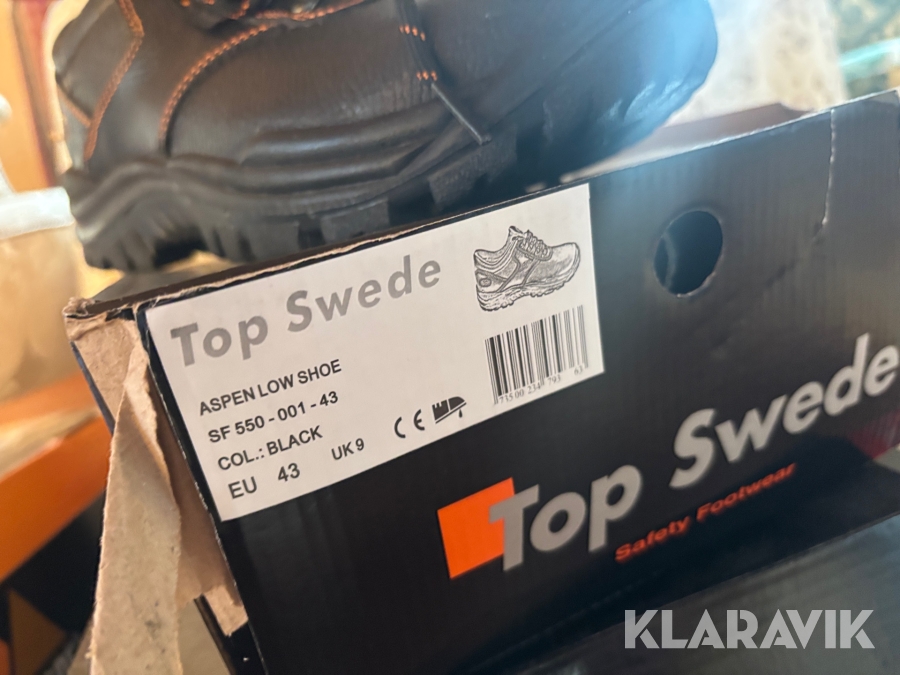 Top Swede
ASPEN LOW SHOE
SF 550 - 001 - 43
COL.: BLACK
EU 43 UK 9
CE
Top Swede
Safety Footwear
KLARAVIK